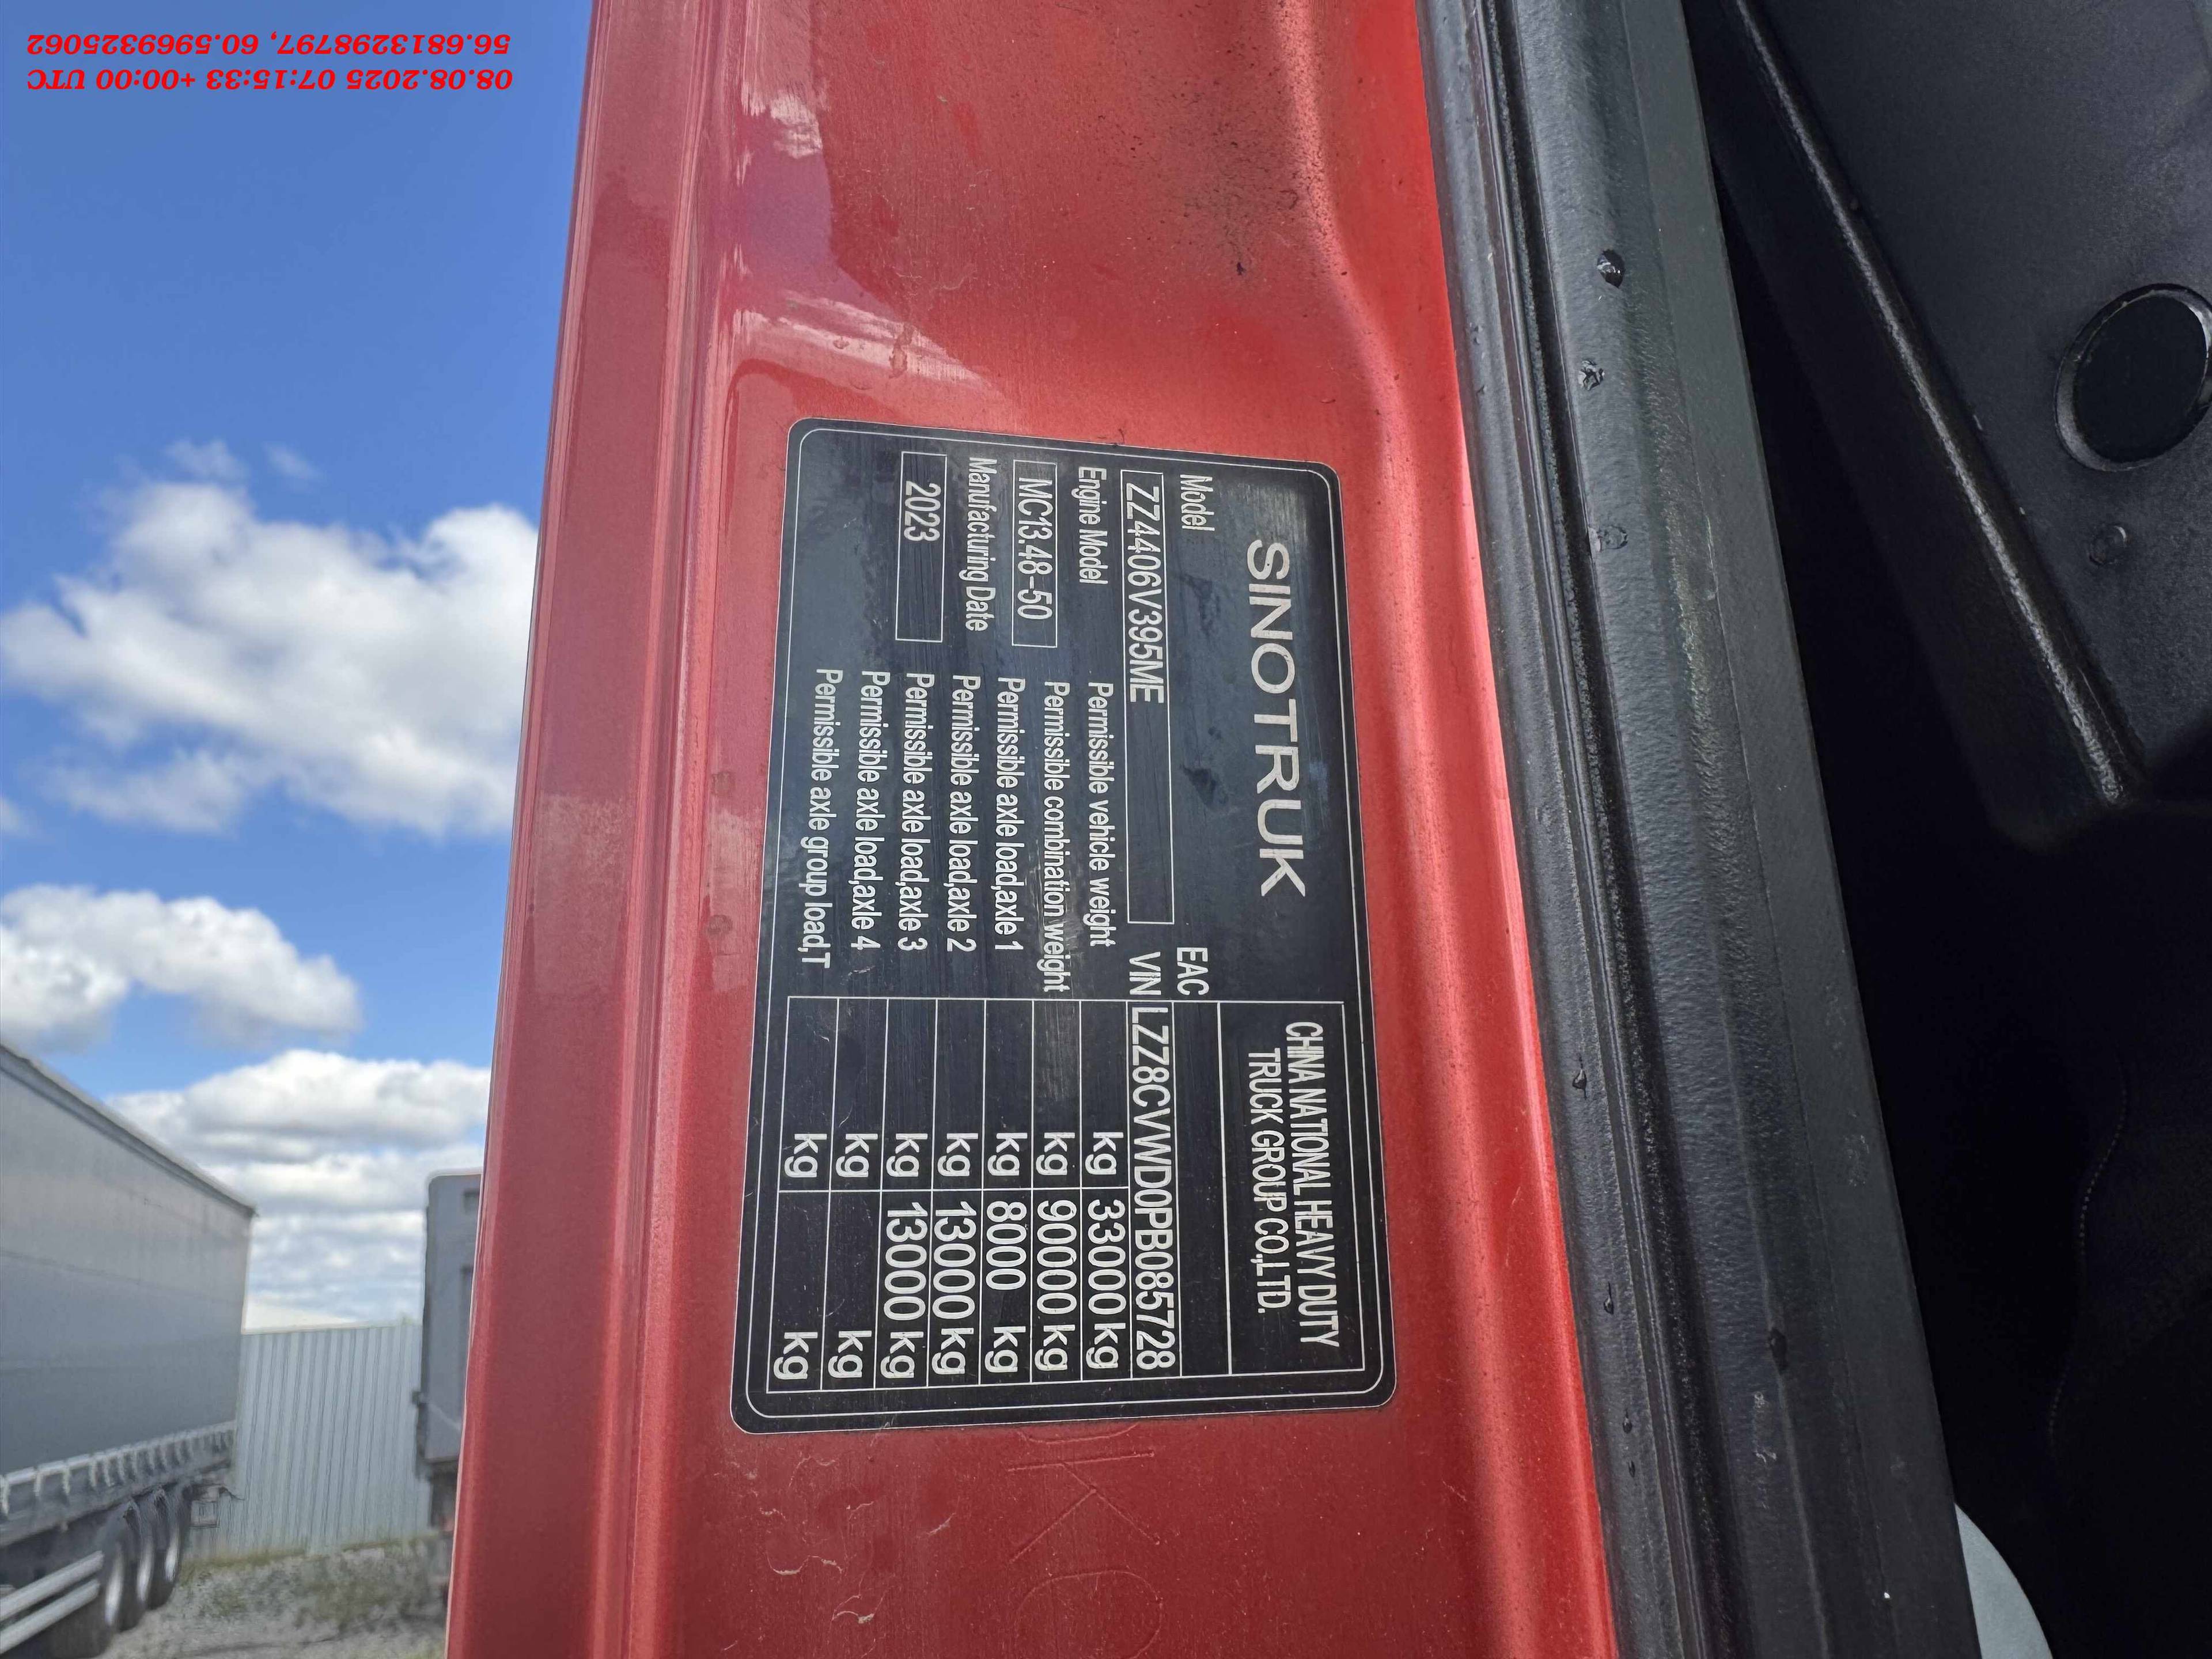 56.6813298797, 60.5969325062
08.08.2025 07:15:33 +00:00 UTC
SINOTRUK
CHINA NATIONAL HEAVY DUTY
TRUCK GROUP CO.,LTD.
Model
EAC
ZZ4406V395ME
VIN LZZ8CVWD0PB085728
Engine Model
MC13.48-50
Manufacturing Date
2023
Permissible vehicle weight kg 33000 kg
Permissible combination weight kg 90000 kg
Permissible axle load,axle 1 kg 8000 kg
Permissible axle load,axle 2 kg 13000 kg
Permissible axle load,axle 3 kg 13000 kg
Permissible axle load,axle 4 kg kg
Permissible axle group load,T kg kg